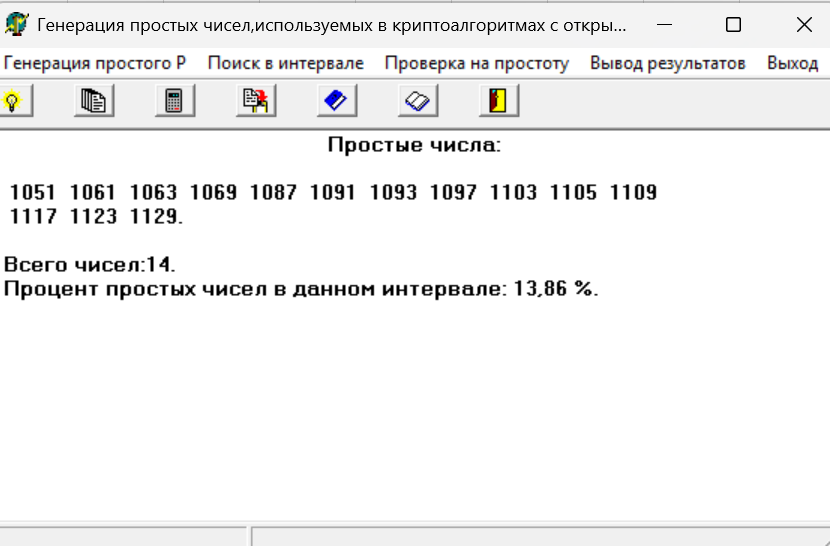 Генерация простых чисел,используемых в криптоалгоритмах с откры...
Генерация простого P Поиск в интервале Проверка на простоту Вывод результатов Выход
Простые числа:
1051 1061 1063 1069 1087 1091 1093 1097 1103 1105 1109
1117 1123 1129.
Всего чисел:14.
Процент простых чисел в данном интервале: 13,86 %.